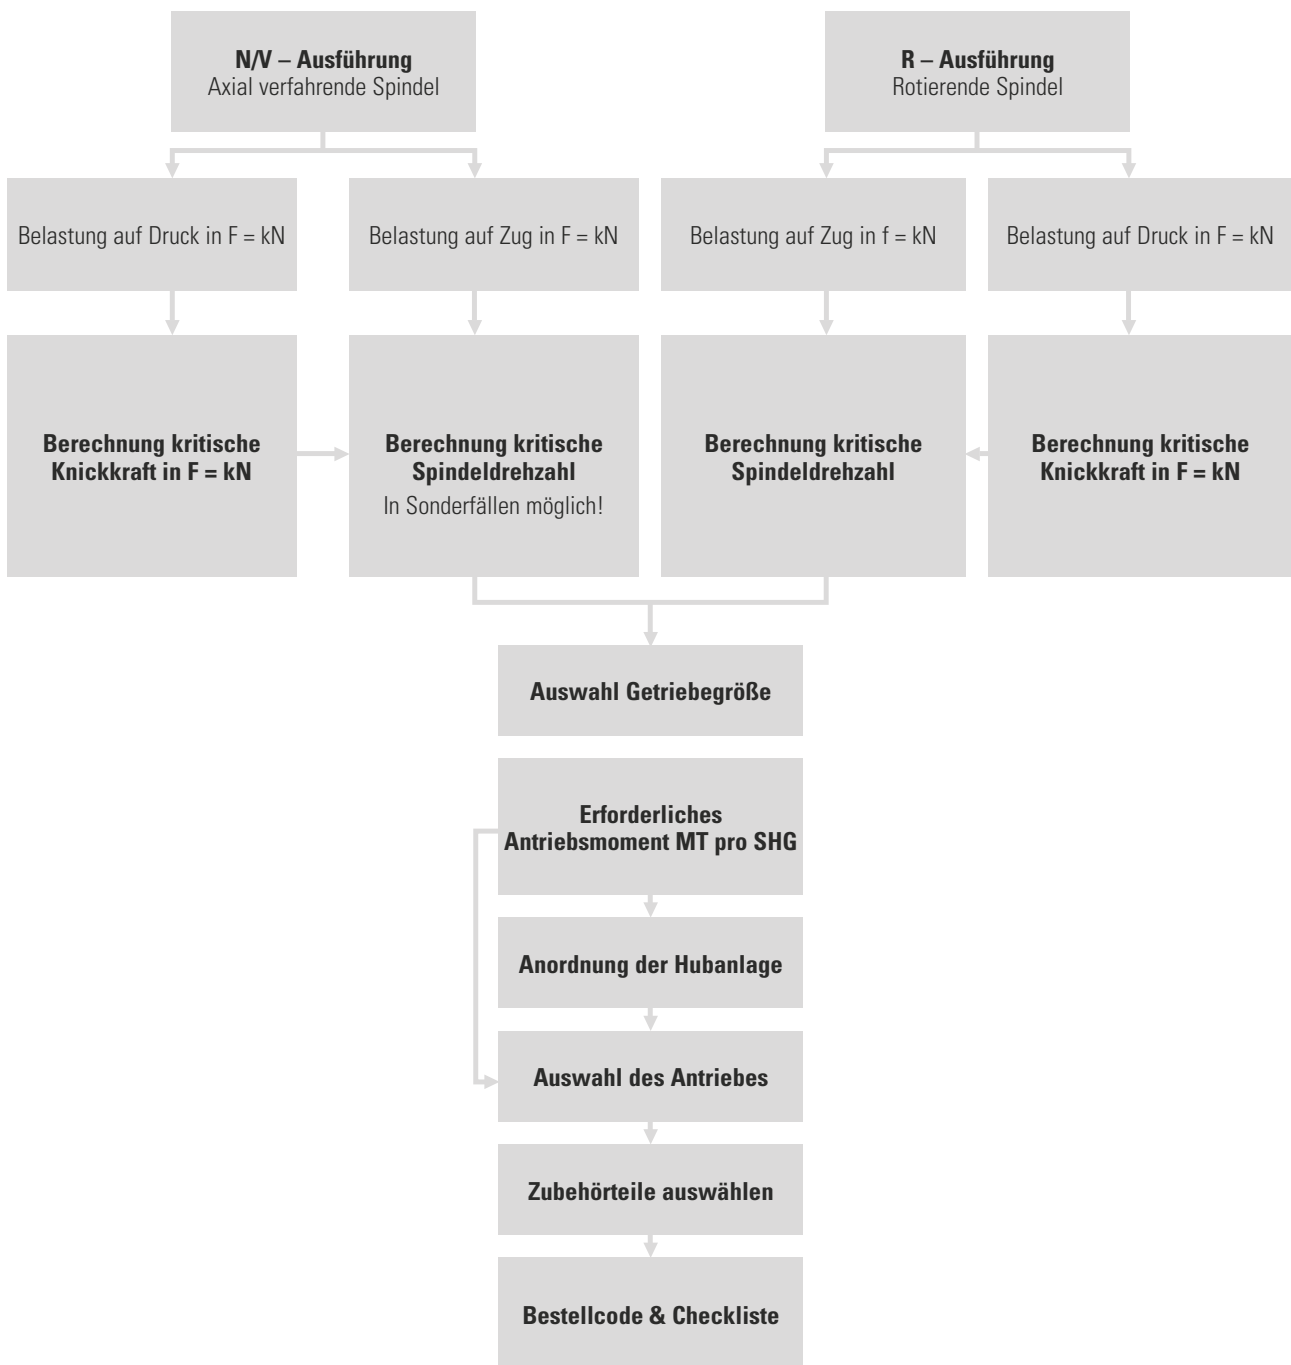 N/V – Ausführung
Axial verfahrende Spindel
R – Ausführung
Rotierende Spindel
Belastung auf Druck in F = kN
Belastung auf Zug in F = kN
Belastung auf Zug in f = kN
Belastung auf Druck in F = kN
Berechnung kritische
Knickkraft in F = kN
Berechnung kritische
Spindeldrehzahl
In Sonderfällen möglich!
Berechnung kritische
Spindeldrehzahl
Berechnung kritische
Knickkraft in F = kN
Auswahl Getriebegröße
Erforderliches
Antriebsmoment MT pro SHG
Anordnung der Hubanlage
Auswahl des Antriebes
Zubehörteile auswählen
Bestellcode & Checkliste